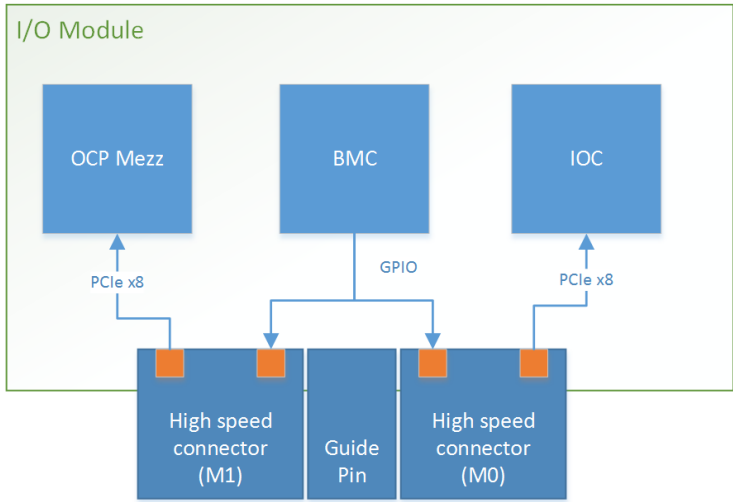 I/O Module
OCP Mezz
BMC
IOC
GPIO
PCIe x8
PCIe x8
High speed
connector
(M1)
Guide
Pin
High speed
connector
(M0)